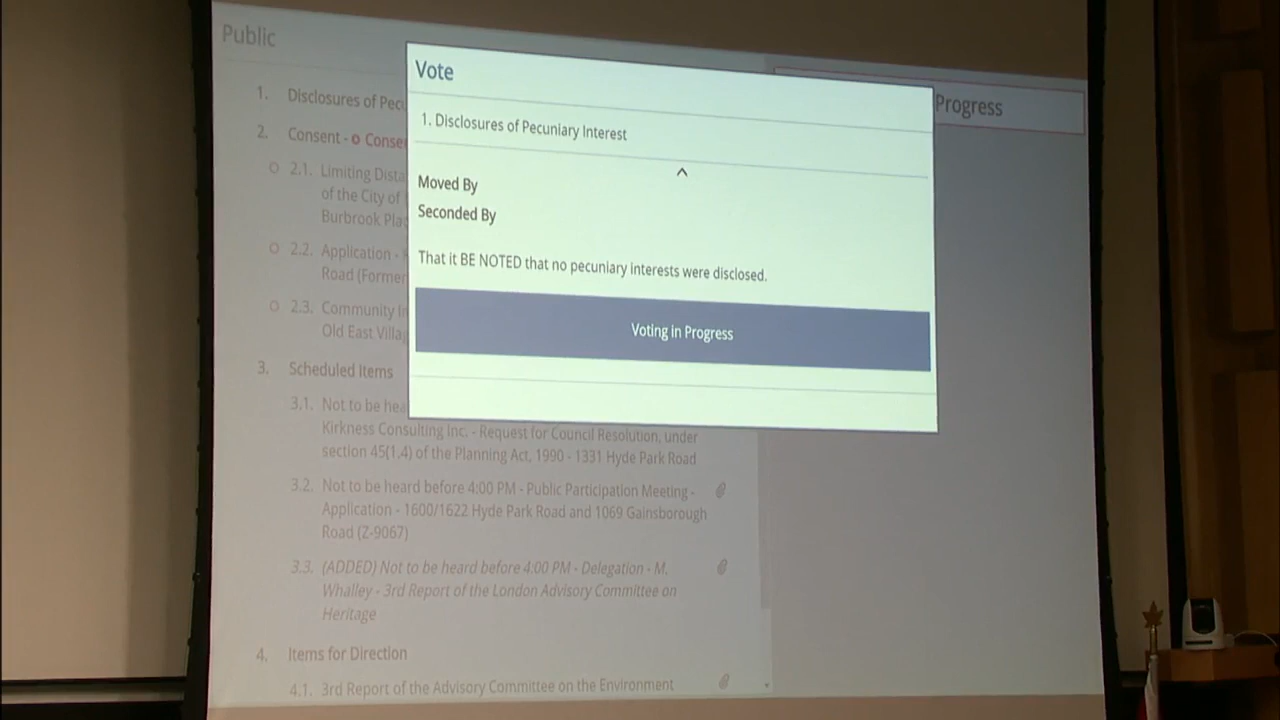 Public
Vote
Progress
1. Disclosures of Pecuniary Interest
Moved By
Seconded By
That it BE NOTED that no pecuniary interests were disclosed.
Voting in Progress
1. Disclosures of Pecu
2. Consent - Conse
2.1. Limiting Dista
of the City of
Burbrook Pla
2.2. Application -
Road (Former
2.3. Community In
Old East Villa
3. Scheduled Items
3.1. Not to be hea
Kirkness Consulting Inc. - Request for Council Resolution, under
section 45(1.4) of the Planning Act, 1990 - 1331 Hyde Park Road
3.2. Not to be heard before 4:00 PM - Public Participation Meeting -
Application - 1600/1622 Hyde Park Road and 1069 Gainsborough
Road (Z-9067)
3.3. (ADDED) Not to be heard before 4:00 PM - Delegation - M.
Whalley - 3rd Report of the London Advisory Committee on
Heritage
4. Items for Direction
4.1. 3rd Report of the Advisory Committee on the Environment